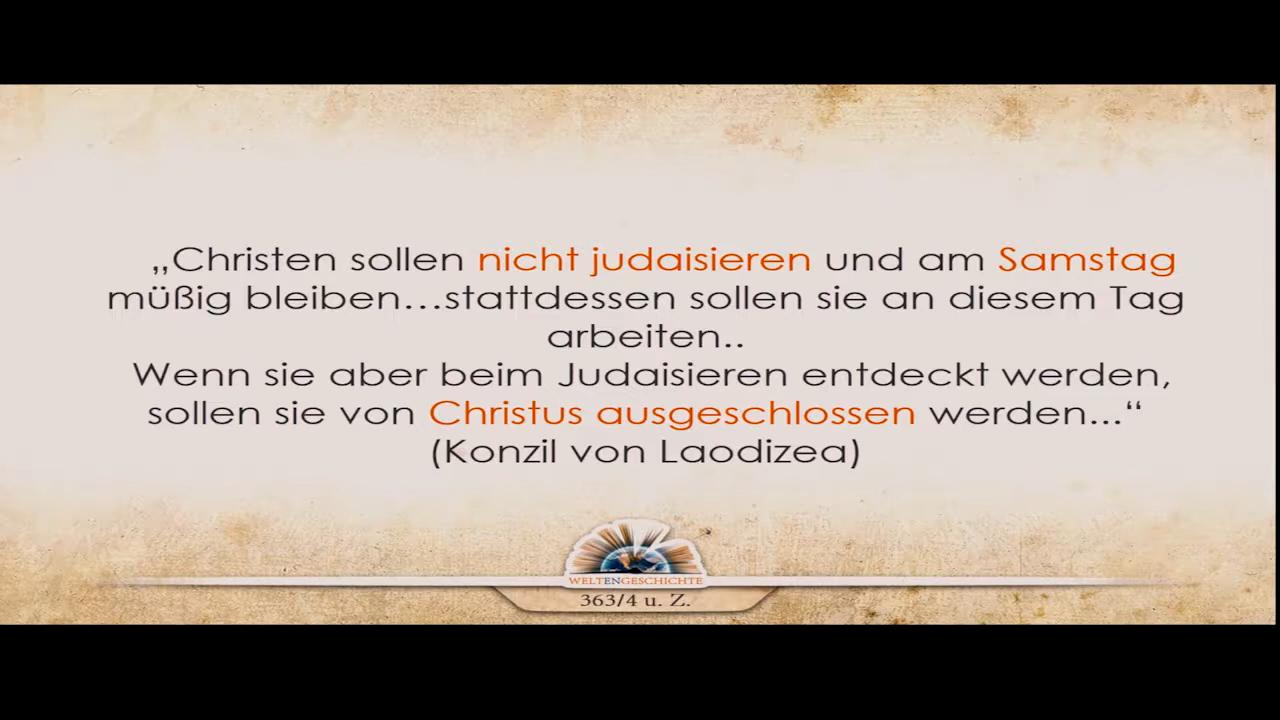 „Christen sollen nicht judaisieren und am Samstag
müßig bleiben...stattdessen sollen sie an diesem Tag
arbeiten..
Wenn sie aber beim Judaisieren entdeckt werden,
sollen sie von Christus ausgeschlossen werden...“
(Konzil von Laodizea)
WELTENGESCHICHTE
363/4 u. Z.